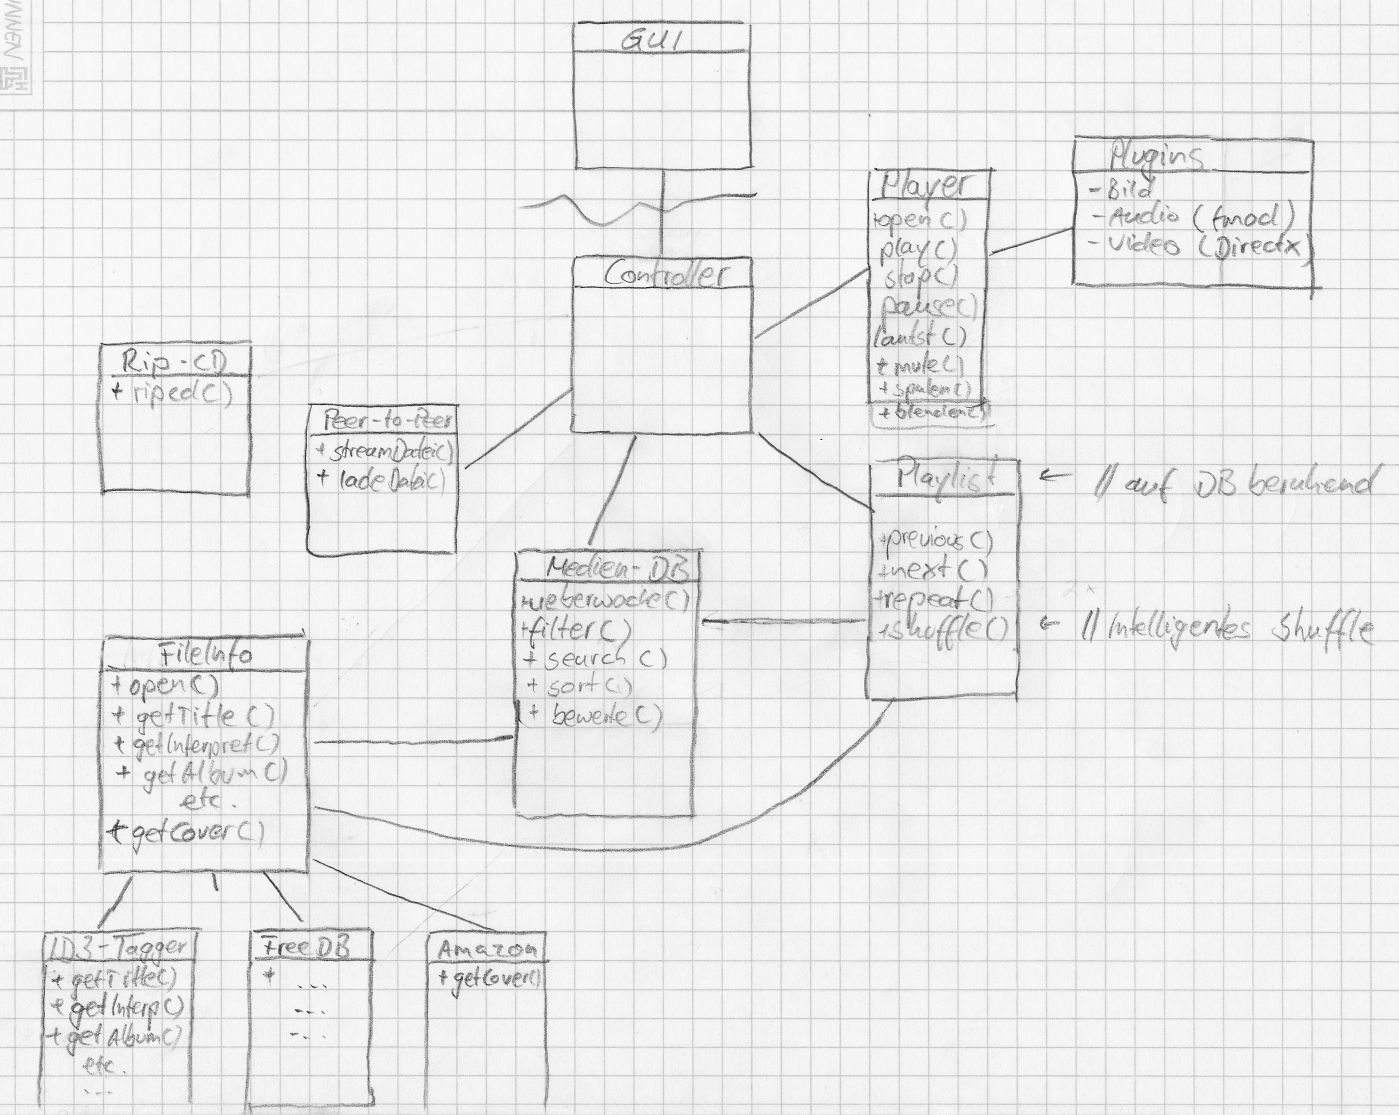 INNEN
GUI
Controller
Player
+open()
play()
stop()
pause()
lautst()
+ mute()
+ spulen()
+ blenden()
Plugins
- Bild
- Audio (fmod)
- Video (Directx)
Rip-CD
+ riped()
Peer-to-Peer
+ streamDatei()
+ ladeDatei()
Playlist
+previous()
+next()
+repeat()
+shuffle()
← // auf DB beruhend
← // Intelligentes Shuffle
Medien-DB
+filter()
+ search()
+ sort()
+ bewerte()
FileInfo
+ open()
+ getTitle()
+ getInterpret()
+ getAlbum()
etc.
+ getCover()
ID3-Tagger
+ getTitle()
+ getInterp()
+ getAlbum()
etc.
...
FreeDB
+ ...
---
-...
Amazon
+ getCover()